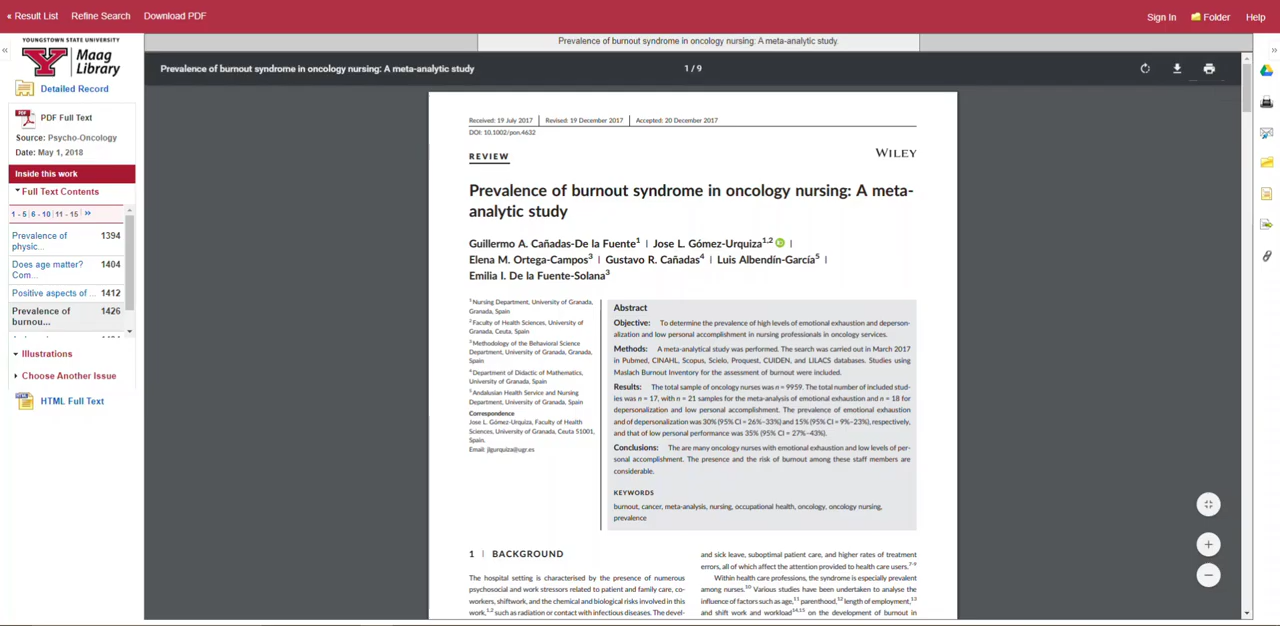 « Result List Refine Search Download PDF
Sign In Folder Help
«
YOUNGSTOWN STATE UNIVERSITY
Y Maag
Library
Detailed Record
PDF Full Text
Source: Psycho-Oncology
Date: May 1, 2018
Inside this work
Full Text Contents
1 - 5 | 6 - 10 | 11 - 15 | »
Prevalence of
physic... 1394
Does age matter?
Com... 1404
Positive aspects of ... 1412
Prevalence of
burnou... 1426
Illustrations
Choose Another Issue
HTML Full Text
Prevalence of burnout syndrome in oncology nursing: A meta-analytic study.
»
Prevalence of burnout syndrome in oncology nursing: A meta-analytic study 1 / 9
Received: 19 July 2017 | Revised: 19 December 2017 | Accepted: 20 December 2017
DOI: 10.1002/pon.4632
REVIEW
WILEY
Prevalence of burnout syndrome in oncology nursing: A meta-
analytic study
Guillermo A. Cañadas-De la Fuente1 | Jose L. Gómez-Urquiza1,2 iD |
Elena M. Ortega-Campos3 | Gustavo R. Cañadas4 | Luis Albendín-García5 |
Emilia I. De la Fuente-Solana3
1 Nursing Department, University of Granada,
Granada, Spain
2 Faculty of Health Sciences, University of
Granada, Ceuta, Spain
3 Methodology of the Behavioral Science
Department, University of Granada, Granada,
Spain
4 Department of Didactic of Mathematics,
University of Granada, Spain
5 Andalusian Health Service and Nursing
Department, University of Granada, Spain
Correspondence
Jose L. Gómez-Urquiza, Faculty of Health
Sciences, University of Granada, Ceuta 51001,
Spain.
Email: jlgurquiza@ugr.es
Abstract
Objective: To determine the prevalence of high levels of emotional exhaustion and deperson-
alization and low personal accomplishment in nursing professionals in oncology services.
Methods: A meta-analytical study was performed. The search was carried out in March 2017
in Pubmed, CINAHL, Scopus, Scielo, Proquest, CUIDEN, and LILACS databases. Studies using
Maslach Burnout Inventory for the assessment of burnout were included.
Results: The total sample of oncology nurses was n = 9959. The total number of included stud-
ies was n = 17, with n = 21 samples for the meta-analysis of emotional exhaustion and n = 18 for
depersonalization and low personal accomplishment. The prevalence of emotional exhaustion
and of depersonalization was 30% (95% CI = 26%–33%) and 15% (95% CI = 9%–23%), respectively,
and that of low personal performance was 35% (95% CI = 27%–43%).
Conclusions: The are many oncology nurses with emotional exhaustion and low levels of per-
sonal accomplishment. The presence and the risk of burnout among these staff members are
considerable.
KEYWORDS
burnout, cancer, meta-analysis, nursing, occupational health, oncology, oncology nursing,
prevalence
1 | BACKGROUND
The hospital setting is characterised by the presence of numerous
psychosocial and work stressors related to patient and family care, co-
workers, shiftwork, and the chemical and biological risks involved in this
work,1,2 such as radiation or contact with infectious diseases. The devel-
and sick leave, suboptimal patient care, and higher rates of treatment
errors, all of which affect the attention provided to health care users.7-9
Within health care professions, the syndrome is especially prevalent
among nurses.10 Various studies have been undertaken to analyse the
influence of factors such as age,11 parenthood,12 length of employment,13
and shift work and workload14,15 on the development of burnout in